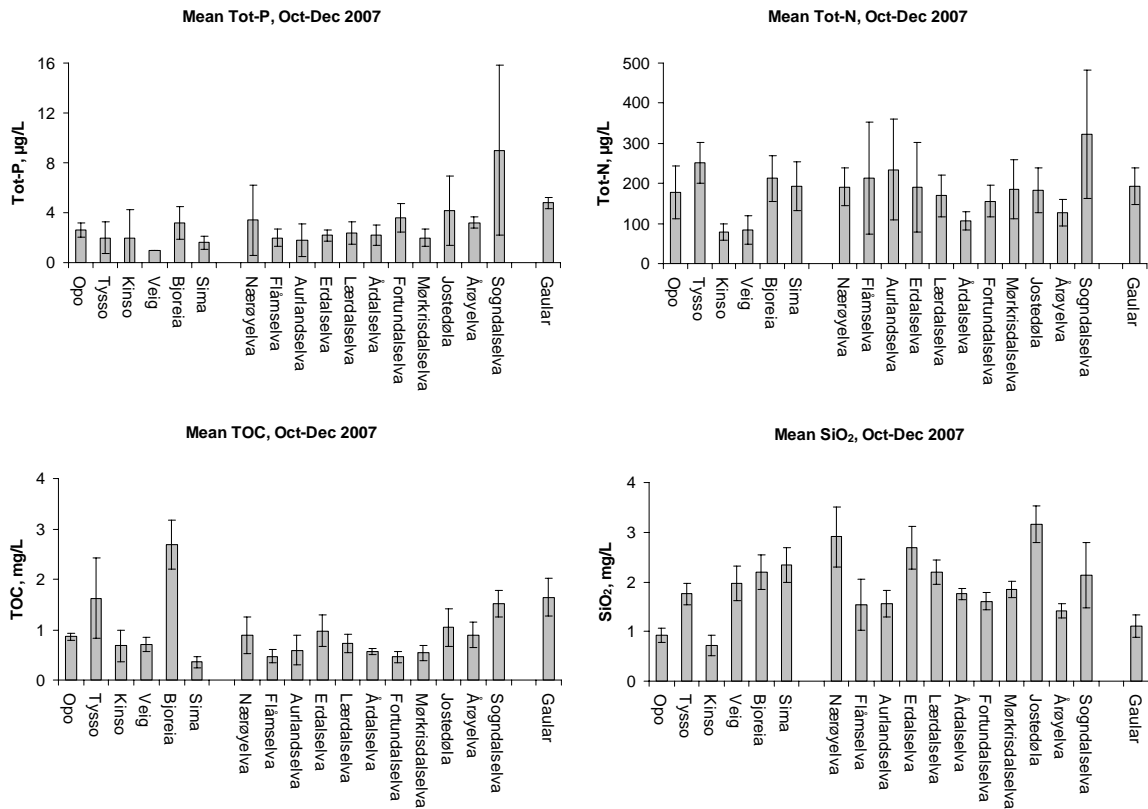 Mean Tot-P, Oct-Dec 2007
Tot-P, µg/L
16
12
8
4
0
Opo
Tysso
Kinso
Veig
Bjoreia
Sima
Nærøyelva
Flåmselva
Aurlandselva
Erdalselva
Lærdalselva
Årdalselva
Fortundalselva
Mørkrisdalselva
Jostedøla
Årøyelva
Sogndalselva
Gaular
Mean Tot-N, Oct-Dec 2007
Tot-N, µg/L
500
400
300
200
100
0
Opo
Tysso
Kinso
Veig
Bjoreia
Sima
Nærøyelva
Flåmselva
Aurlandselva
Erdalselva
Lærdalselva
Årdalselva
Fortundalselva
Mørkrisdalselva
Jostedøla
Årøyelva
Sogndalselva
Gaular
Mean TOC, Oct-Dec 2007
TOC, mg/L
4
3
2
1
0
Opo
Tysso
Kinso
Veig
Bjoreia
Sima
Nærøyelva
Flåmselva
Aurlandselva
Erdalselva
Lærdalselva
Årdalselva
Fortundalselva
Mørkrisdalselva
Jostedøla
Årøyelva
Sogndalselva
Gaular
Mean SiO₂, Oct-Dec 2007
SiO₂, mg/L
4
3
2
1
0
Opo
Tysso
Kinso
Veig
Bjoreia
Sima
Nærøyelva
Flåmselva
Aurlandselva
Erdalselva
Lærdalselva
Årdalselva
Fortundalselva
Mørkrisdalselva
Jostedøla
Årøyelva
Sogndalselva
Gaular